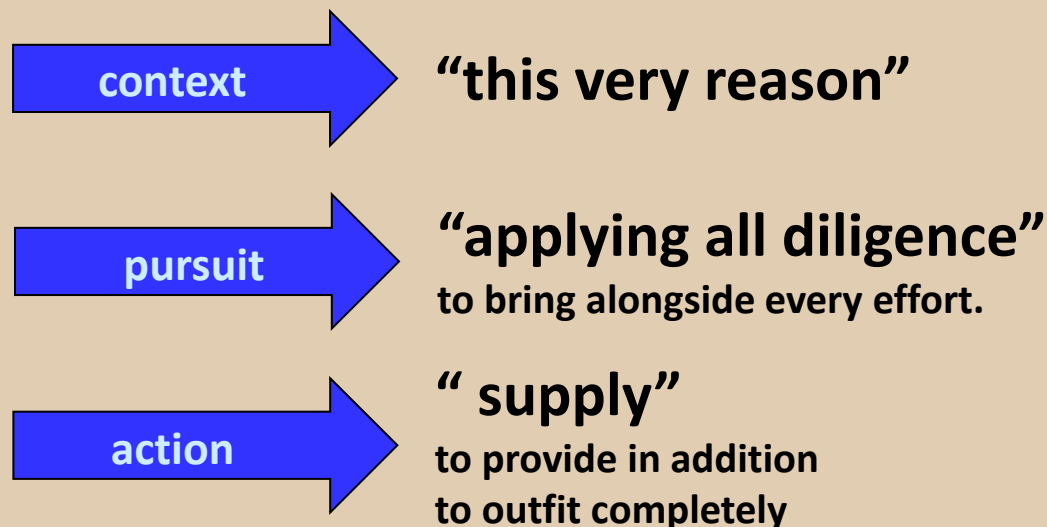 context
“this very reason”
pursuit
“applying all diligence”
to bring alongside every effort.
action
“ supply”
to provide in addition
to outfit completely